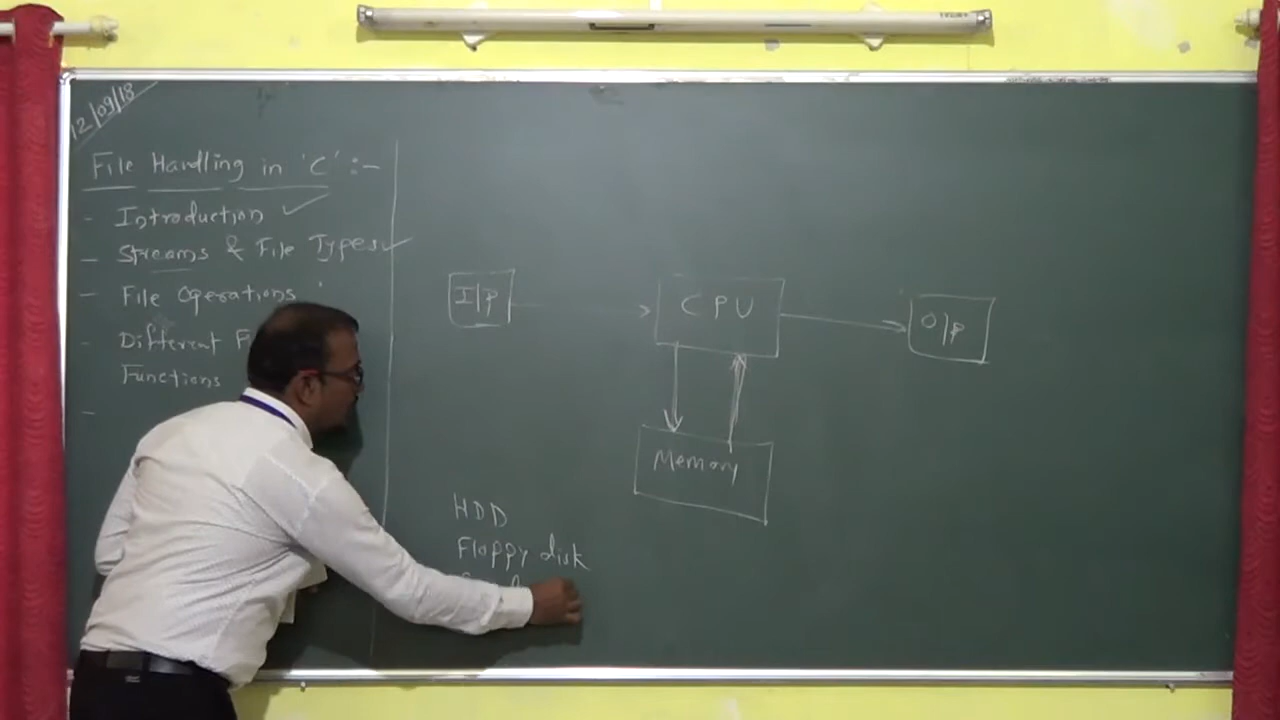 12/09/18
File Handling in 'C' :-
- Introduction ✓
- Streams & File Types ✓
- File Operations
- Different
Functions
-
I/P
CPU
O/P
Memory
HDD
Floppy disk